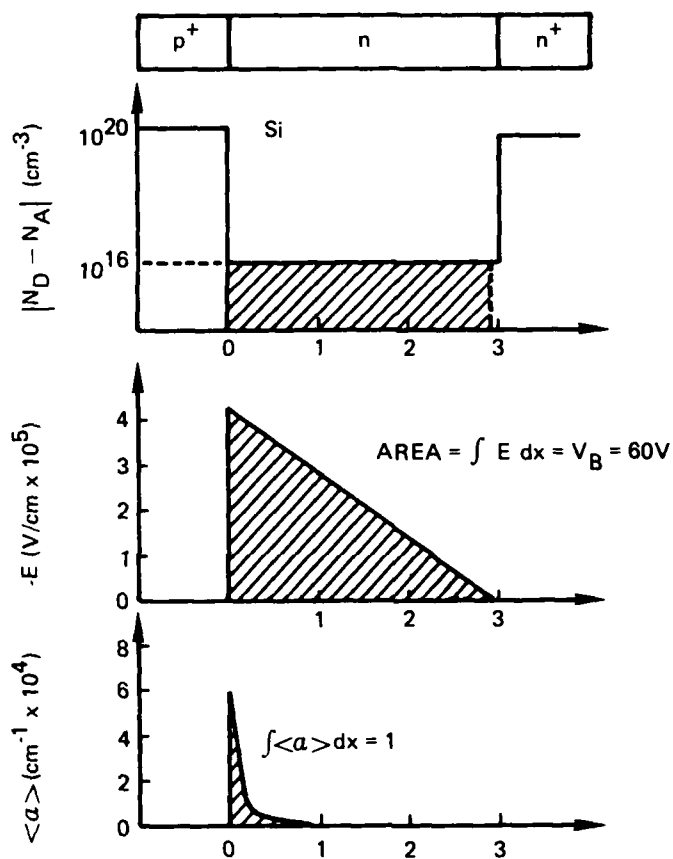 p+ n n+
|N_D − N_A| (cm^-3)
10^20
Si
10^16
0 1 2 3
-E (V/cm x 10^5)
4
3
2
1
0
AREA = ∫ E dx = V_B = 60V
1 2 3
<a> (cm^-1 x 10^4)
8
6
4
2
0
∫<a> dx = 1
0 1 2 3